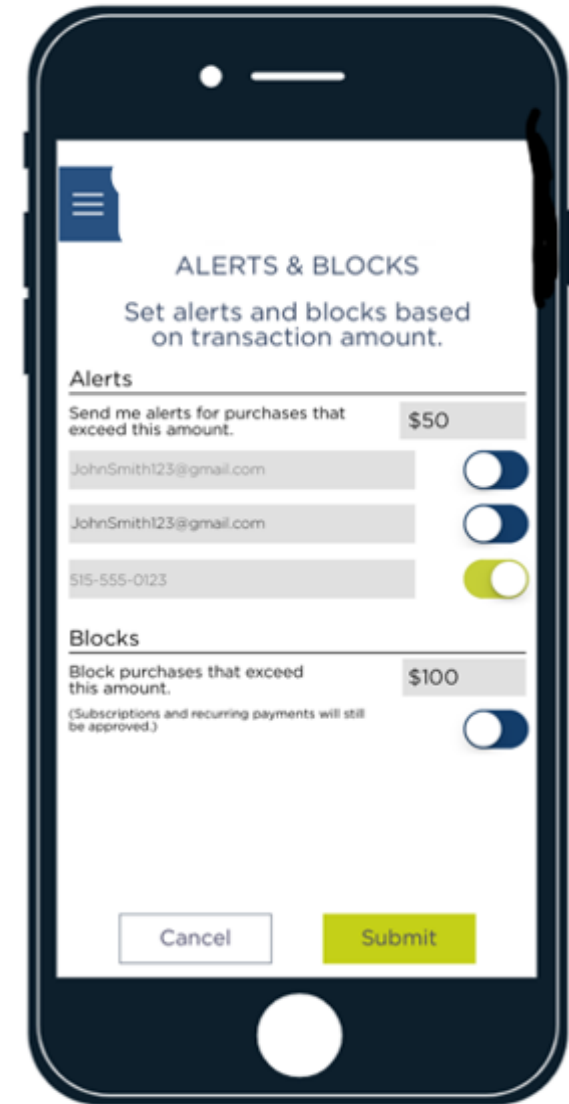 ALERTS & BLOCKS
Set alerts and blocks based
on transaction amount.
Alerts
Send me alerts for purchases that
exceed this amount.
$50
JohnSmith123@gmail.com
JohnSmith123@gmail.com
515-555-0123
Blocks
Block purchases that exceed
this amount.
$100
(Subscriptions and recurring payments will still
be approved.)
Cancel
Submit